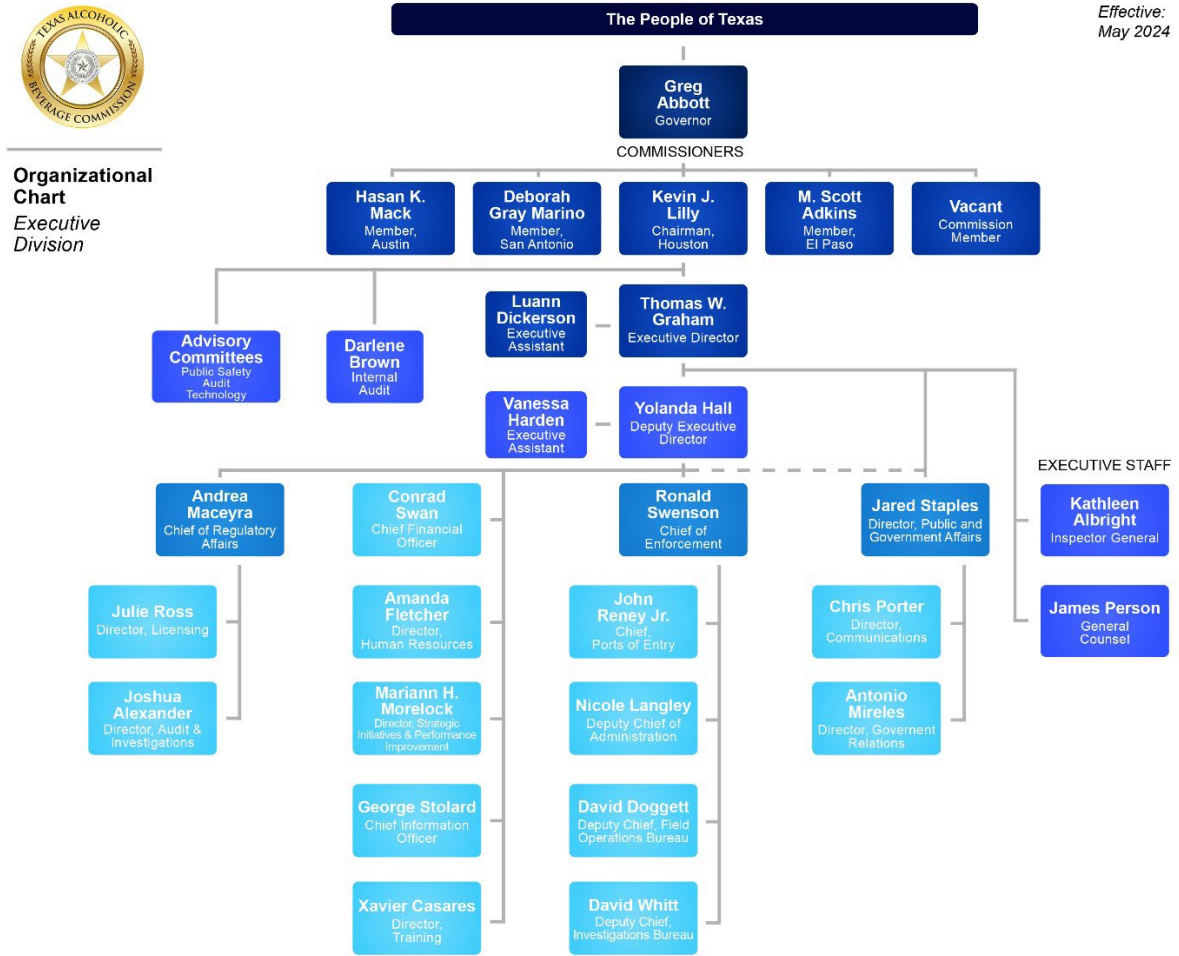 TEXAS ALCOHOLIC
BEVERAGE COMMISSION
Organizational
Chart
Executive
Division
The People of Texas
Effective:
May 2024
Greg
Abbott
Governor
COMMISSIONERS
Hasan K.
Mack
Member,
Austin
Deborah
Gray Marino
Member,
San Antonio
Kevin J.
Lilly
Chairman,
Houston
M. Scott
Adkins
Member,
El Paso
Vacant
Commission
Member
Luann
Dickerson
Executive
Assistant
Thomas W.
Graham
Executive Director
Advisory
Committees
Public Safety
Audit
Technology
Darlene
Brown
Internal
Audit
Vanessa
Harden
Executive
Assistant
Yolanda Hall
Deputy Executive
Director
EXECUTIVE STAFF
Andrea
Maceyra
Chief of Regulatory
Affairs
Conrad
Swan
Chief Financial
Officer
Ronald
Swenson
Chief of
Enforcement
Jared Staples
Director, Public and
Government Affairs
Kathleen
Albright
Inspector General
Julie Ross
Director, Licensing
Amanda
Fletcher
Director,
Human Resources
John
Reney Jr.
Chief,
Ports of Entry
Chris Porter
Director,
Communications
James Person
General
Counsel
Joshua
Alexander
Director, Audit &
Investigations
Mariann H.
Morelock
Director, Strategic
Initiatives & Performance
Improvement
Nicole Langley
Deputy Chief of
Administration
Antonio
Mireles
Director, Governent
Relations
George Stolard
Chief Information
Officer
David Doggett
Deputy Chief, Field
Operations Bureau
Xavier Casares
Director,
Training
David Whitt
Deputy Chief,
Investigations Bureau